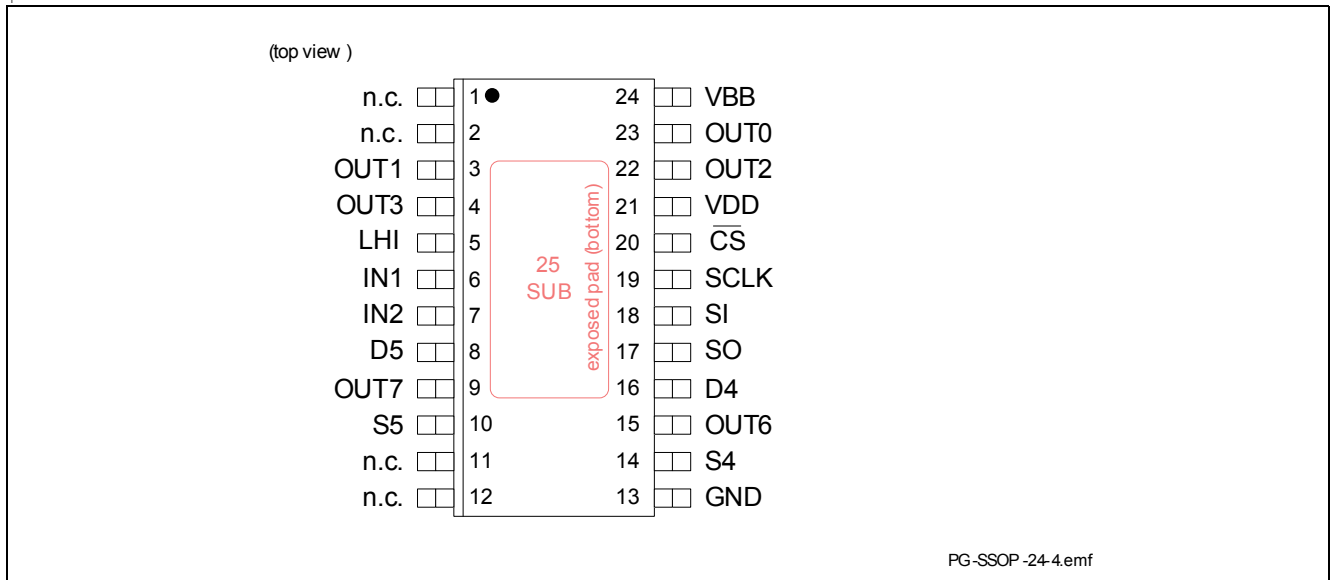 (top view )
n.c. 1 24 VBB
n.c. 2 23 OUT0
OUT1 3 22 OUT2
OUT3 4 21 VDD
LHI 5 20 C̅S̅
IN1 6 19 SCLK
IN2 7 18 SI
D5 8 17 SO
OUT7 9 16 D4
S5 10 15 OUT6
n.c. 11 14 S4
n.c. 12 13 GND
25
SUB
exposed pad (bottom)
PG-SSOP-24-4.emf